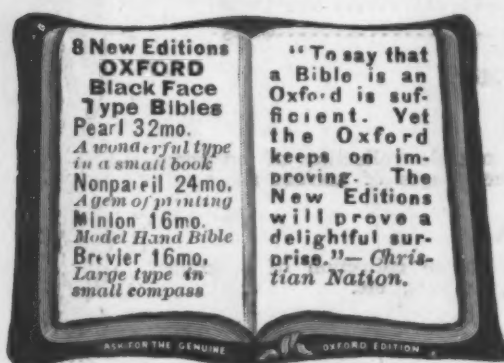 8 New Editions
OXFORD
Black Face
Type Bibles
Pearl 32mo.
A wonderful type
in a small book
Nonpareil 24mo.
A gem of printing
Minion 16mo.
Model Hand Bible
Brevier 16mo.
Large type in
small compass
"To say that
a Bible is an
Oxford is suf-
ficient. Yet
the Oxford
keeps on im-
proving. The
New Editions
will prove a
delightful sur-
prise."—Chris-
tian Nation.
ASK FOR THE GENUINE OXFORD EDITION